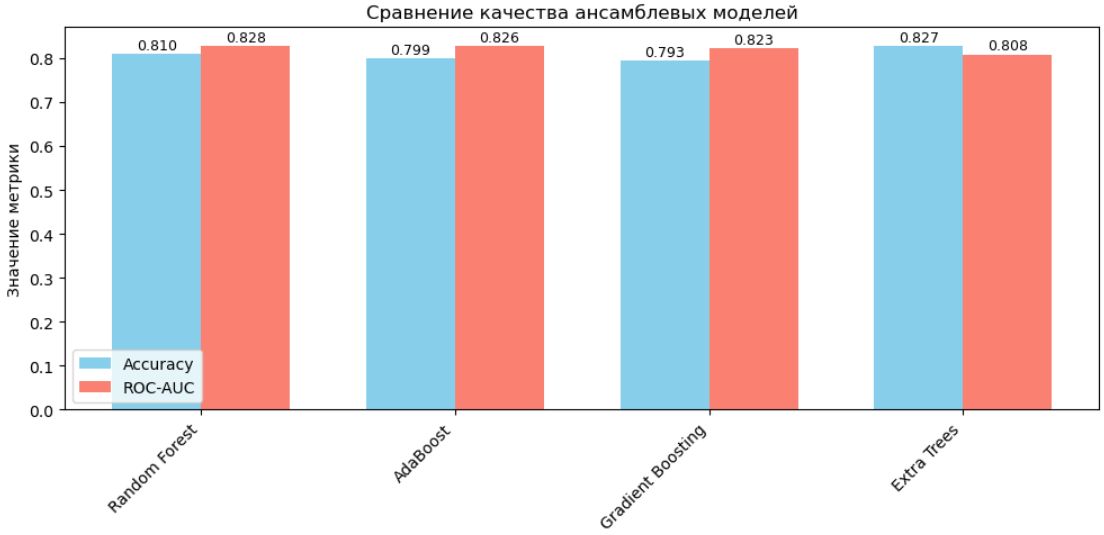 Сравнение качества ансамблевых моделей
Значение метрики
0.8
0.7
0.6
0.5
0.4
0.3
0.2
0.1
0.0
0.810
0.828
0.799
0.826
0.793
0.823
0.827
0.808
Accuracy
ROC-AUC
Random Forest
AdaBoost
Gradient Boosting
Extra Trees